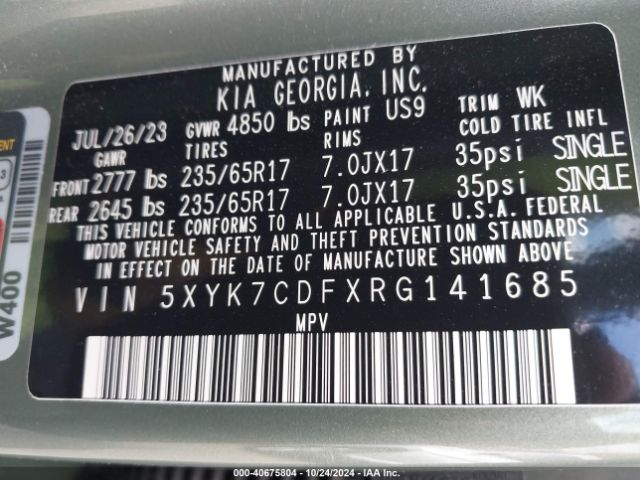 MANUFACTURED BY
KIA GEORGIA, INC.
JUL/26/23 GVWR 4850 lbs PAINT US9 TRIM WK
GAWR TIRES RIMS COLD TIRE INFL
FRONT 2777 lbs 235/65R17 7.0JX17 35psi SINGLE
REAR 2645 lbs 235/65R17 7.0JX17 35psi SINGLE
THIS VEHICLE CONFORMS TO ALL APPLICABLE U.S.A. FEDERAL
MOTOR VEHICLE SAFETY AND THEFT PREVENTION STANDARDS
IN EFFECT ON THE DATE OF MANUFACTURE SHOWN ABOVE
VIN 5XYK7CDFXRG141685
MPV
W400
000-40675804 - 10/24/2024 - IAA Inc.